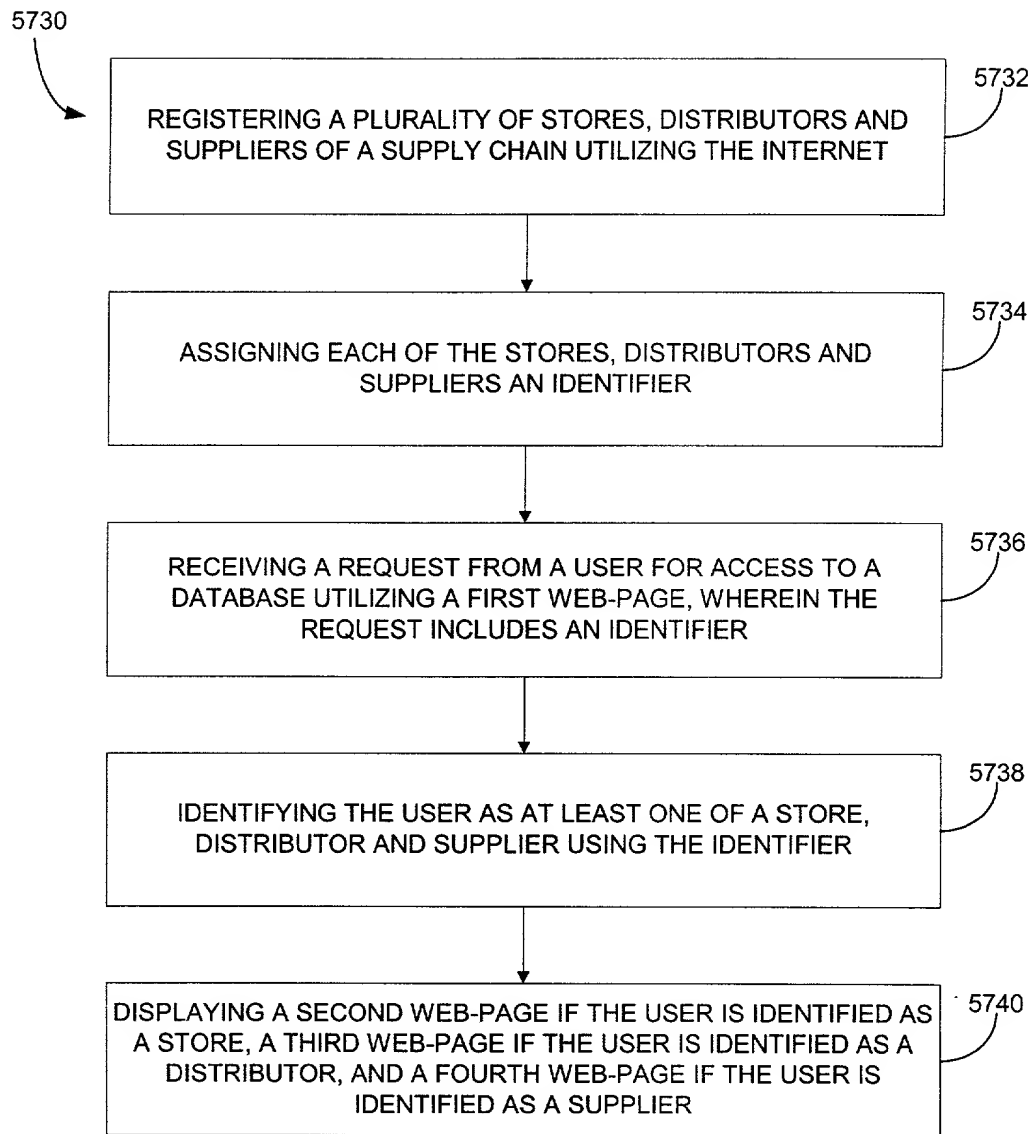 5730
5732
REGISTERING A PLURALITY OF STORES, DISTRIBUTORS AND
SUPPLIERS OF A SUPPLY CHAIN UTILIZING THE INTERNET
5734
ASSIGNING EACH OF THE STORES, DISTRIBUTORS AND
SUPPLIERS AN IDENTIFIER
5736
RECEIVING A REQUEST FROM A USER FOR ACCESS TO A
DATABASE UTILIZING A FIRST WEB-PAGE, WHEREIN THE
REQUEST INCLUDES AN IDENTIFIER
5738
IDENTIFYING THE USER AS AT LEAST ONE OF A STORE,
DISTRIBUTOR AND SUPPLIER USING THE IDENTIFIER
5740
DISPLAYING A SECOND WEB-PAGE IF THE USER IS IDENTIFIED AS
A STORE, A THIRD WEB-PAGE IF THE USER IS IDENTIFIED AS A
DISTRIBUTOR, AND A FOURTH WEB-PAGE IF THE USER IS
IDENTIFIED AS A SUPPLIER